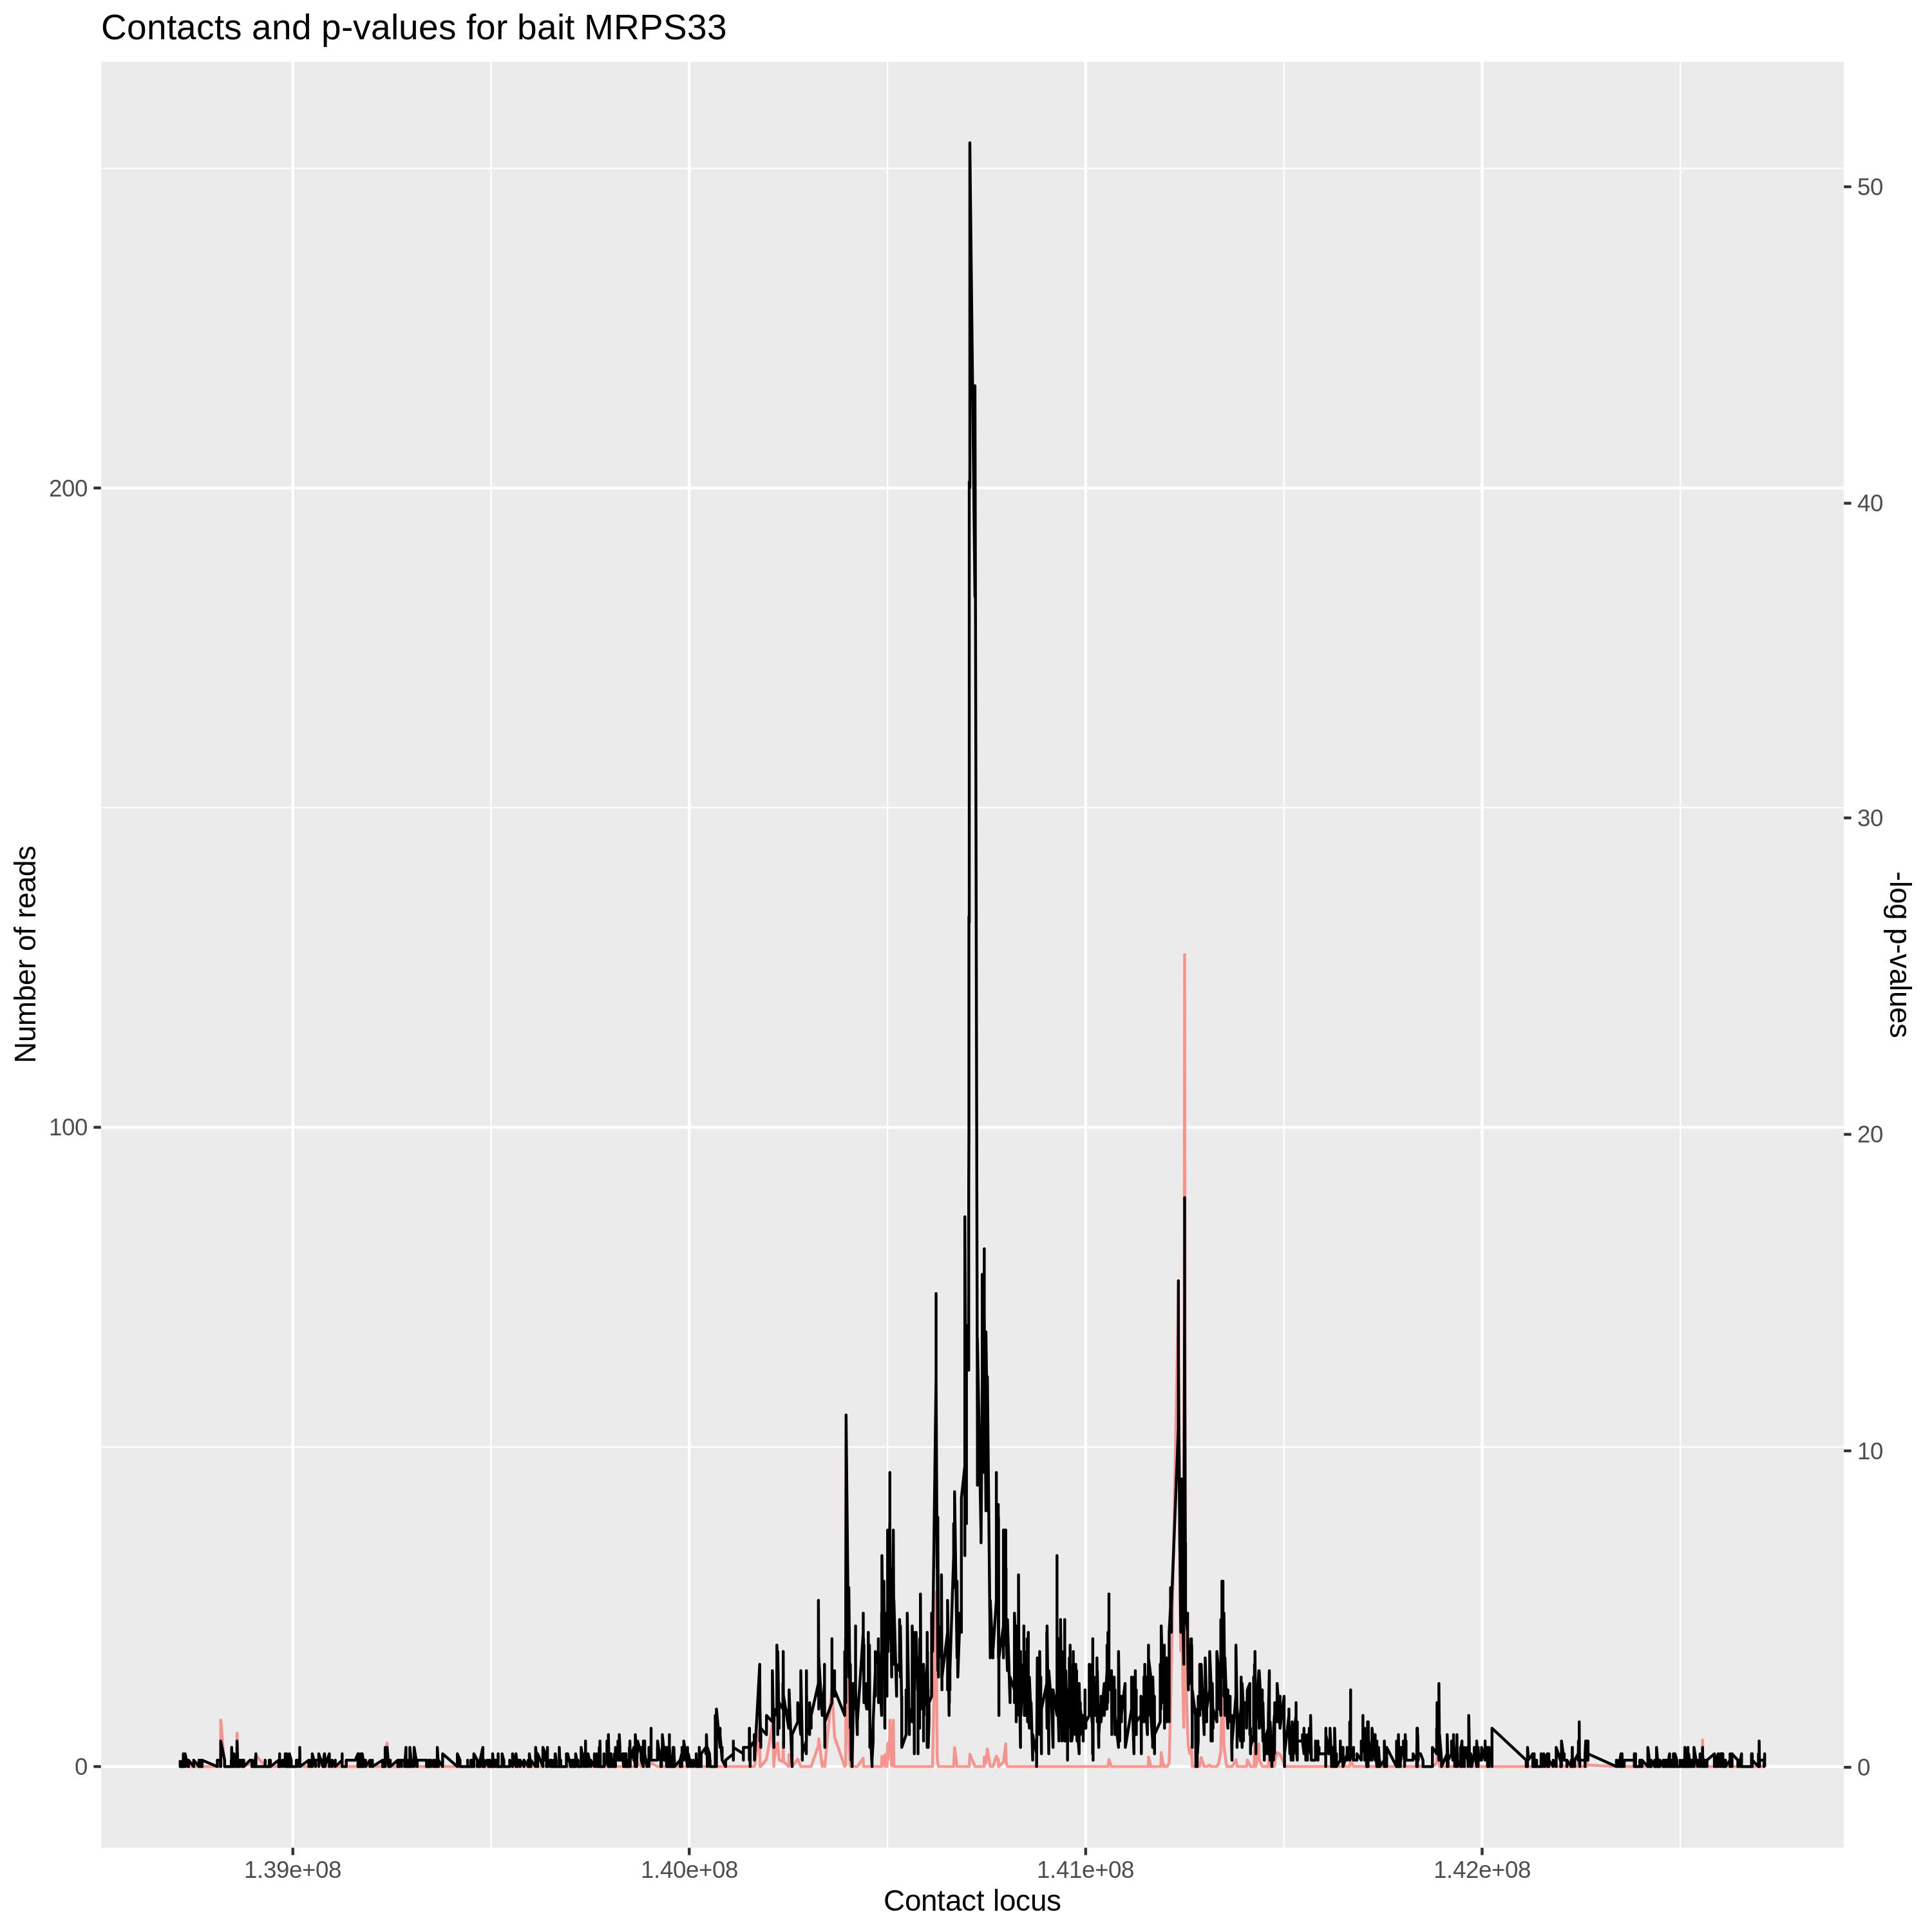 Contacts and p-values for bait MRPS33
Number of reads
200
100
0
50
40
30
20
10
0
-log p-values
1.39e+08
1.40e+08
1.41e+08
1.42e+08
Contact locus